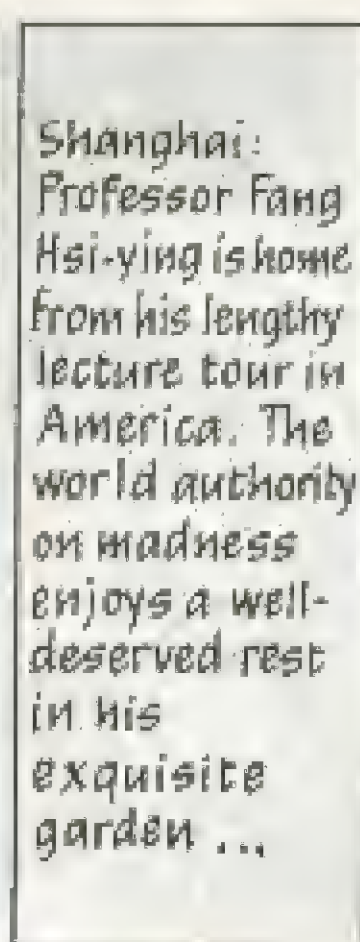 Shanghai:
Professor Fang
Hsi-ying is home
from his lengthy
lecture tour in
America. The
world authority
on madness
enjoys a well-
deserved rest
in his
exquisite
garden ...